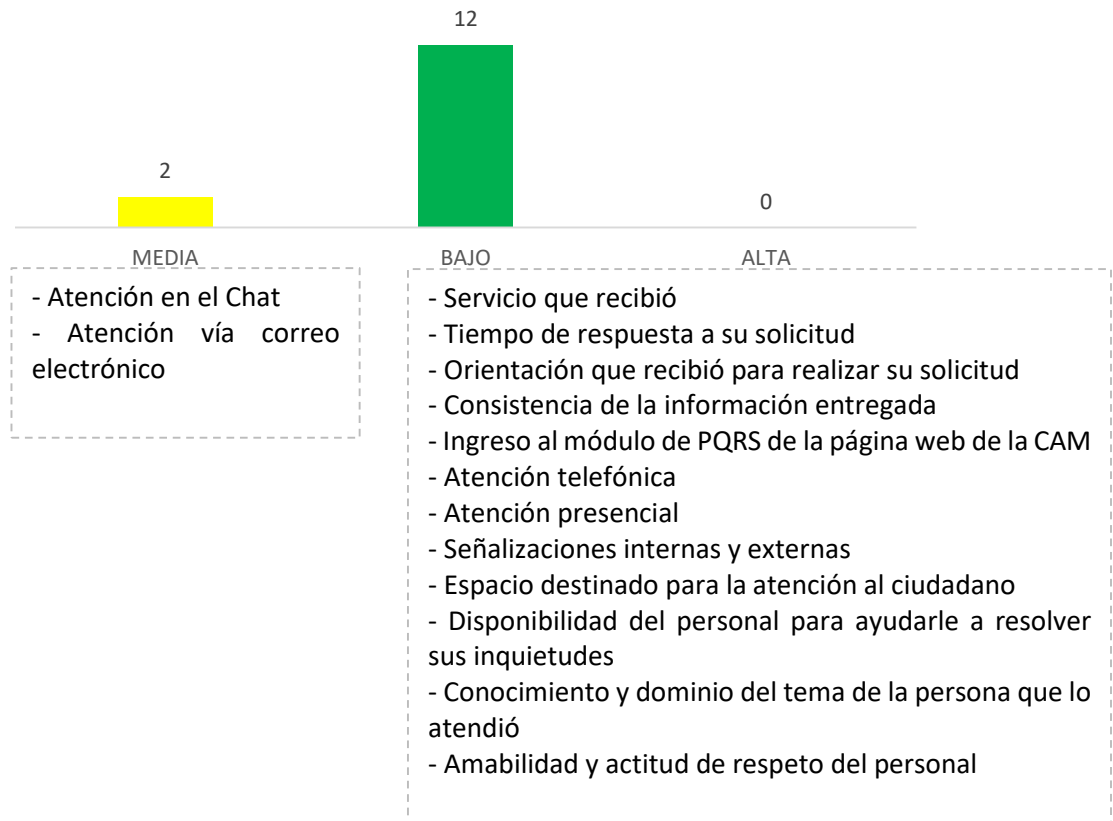 12
2
0
MEDIA
BAJO
ALTA
- Atención en el Chat
- Atención vía correo
electrónico
- Servicio que recibió
- Tiempo de respuesta a su solicitud
- Orientación que recibió para realizar su solicitud
- Consistencia de la información entregada
- Ingreso al módulo de PQRS de la página web de la CAM
- Atención telefónica
- Atención presencial
- Señalizaciones internas y externas
- Espacio destinado para la atención al ciudadano
- Disponibilidad del personal para ayudarle a resolver
sus inquietudes
- Conocimiento y dominio del tema de la persona que lo
atendió
- Amabilidad y actitud de respeto del personal